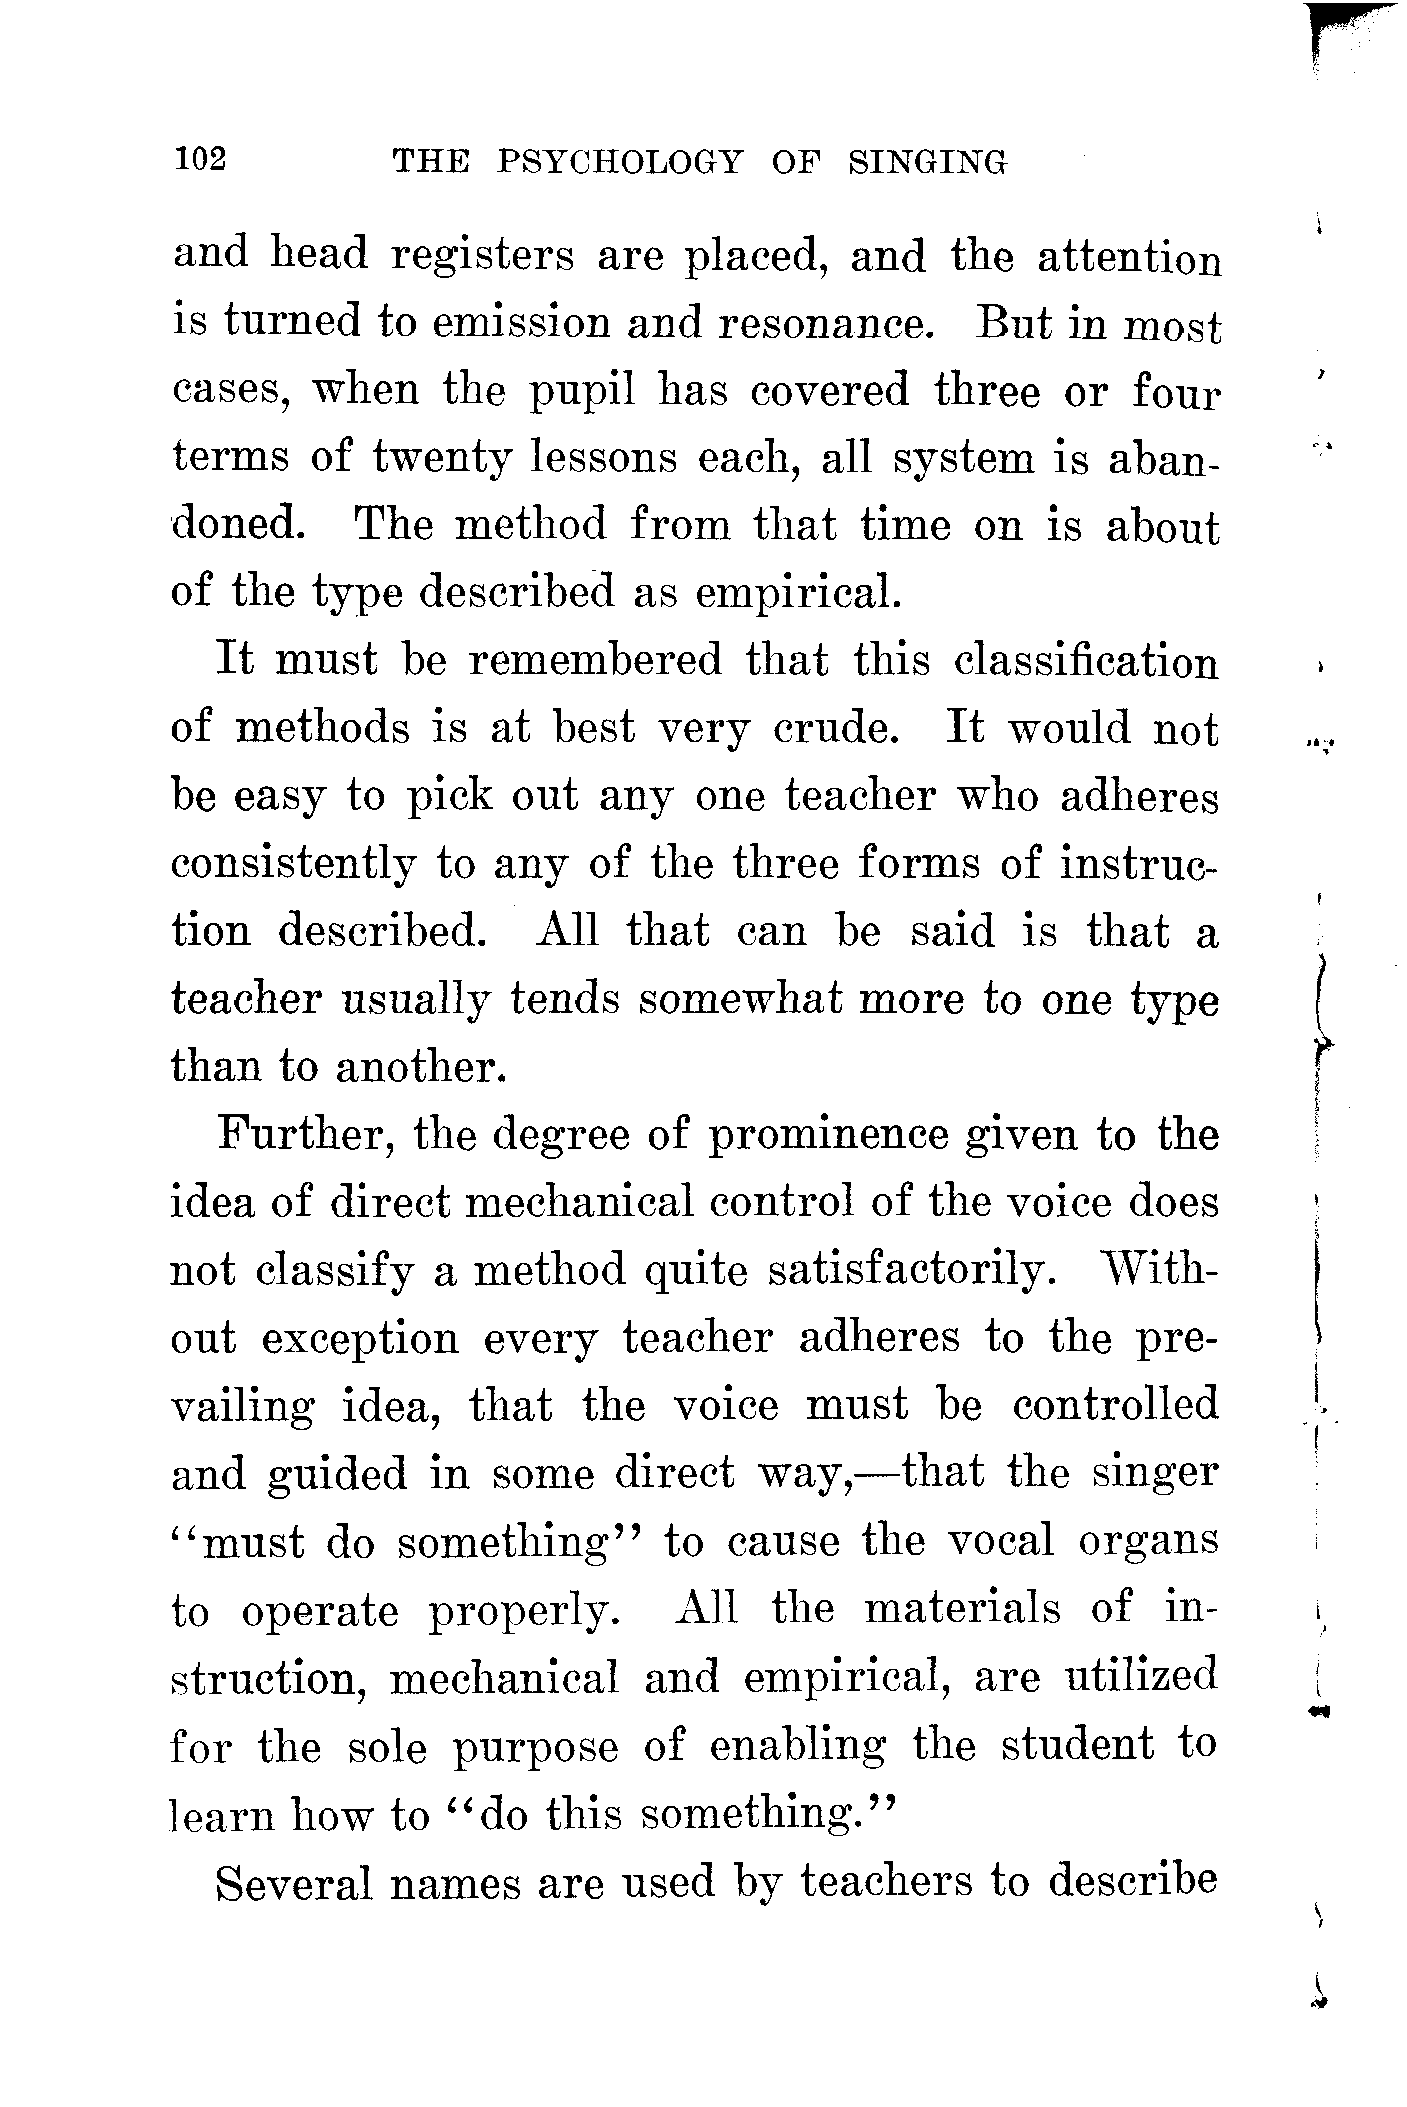 102 THE PSYCHOLOGY OF SINGING
and head registers are placed, and the attention
is turned to emission and resonance. But in most
cases, when the pupil has covered three or four
terms of twenty lessons each, all system is aban-
doned. The method from that time on is about
of the type described as empirical.
It must be remembered that this classification
of methods is at best very crude. It would not
be easy to pick out any one teacher who adheres
consistently to any of the three forms of instruc-
tion described. All that can be said is that a
teacher usually tends somewhat more to one type
than to another.
Further, the degree of prominence given to the
idea of direct mechanical control of the voice does
not classify a method quite satisfactorily. With-
out exception every teacher adheres to the pre-
vailing idea, that the voice must be controlled
and guided in some direct way,—that the singer
"must do something" to cause the vocal organs
to operate properly. All the materials of in-
struction, mechanical and empirical, are utilized
for the sole purpose of enabling the student to
learn how to "do this something."
Several names are used by teachers to describe